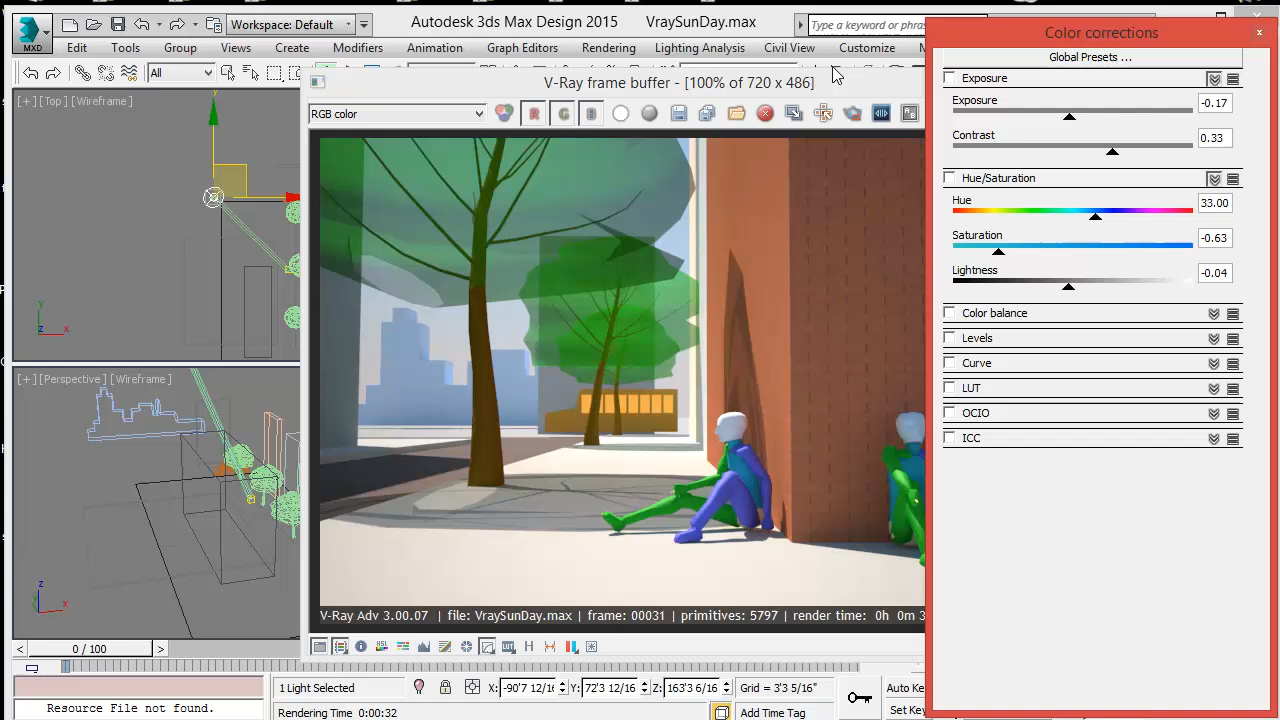 Workspace: Default
Autodesk 3ds Max Design 2015 VraySunDay.max
Type a keyword or phras
MXD
Edit Tools Group Views Create Modifiers Animation Graph Editors Rendering Lighting Analysis Civil View Customize
All
[+] [Top] [Wireframe]
V-Ray frame buffer - [100% of 720 x 486]
RGB color
R G B
V-Ray Adv 3.00.07 | file: VraySunDay.max | frame: 00031 | primitives: 5797 | render time: 0h 0m 3
Color corrections
Global Presets ...
Exposure
Exposure -0.17
Contrast 0.33
Hue/Saturation
Hue 33.00
Saturation -0.63
Lightness -0.04
Color balance
Levels
Curve
LUT
OCIO
ICC
y
Y
Z X
[+] [Perspective] [Wireframe]
z
x
< 0 / 100 >
H
1 Light Selected X: -90'7 12/16 Y: 72'3 12/16 Z: 163'3 6/16 Grid = 3'3 5/16" Auto Key
Resource File not found. Rendering Time 0:00:32 Add Time Tag Set Key